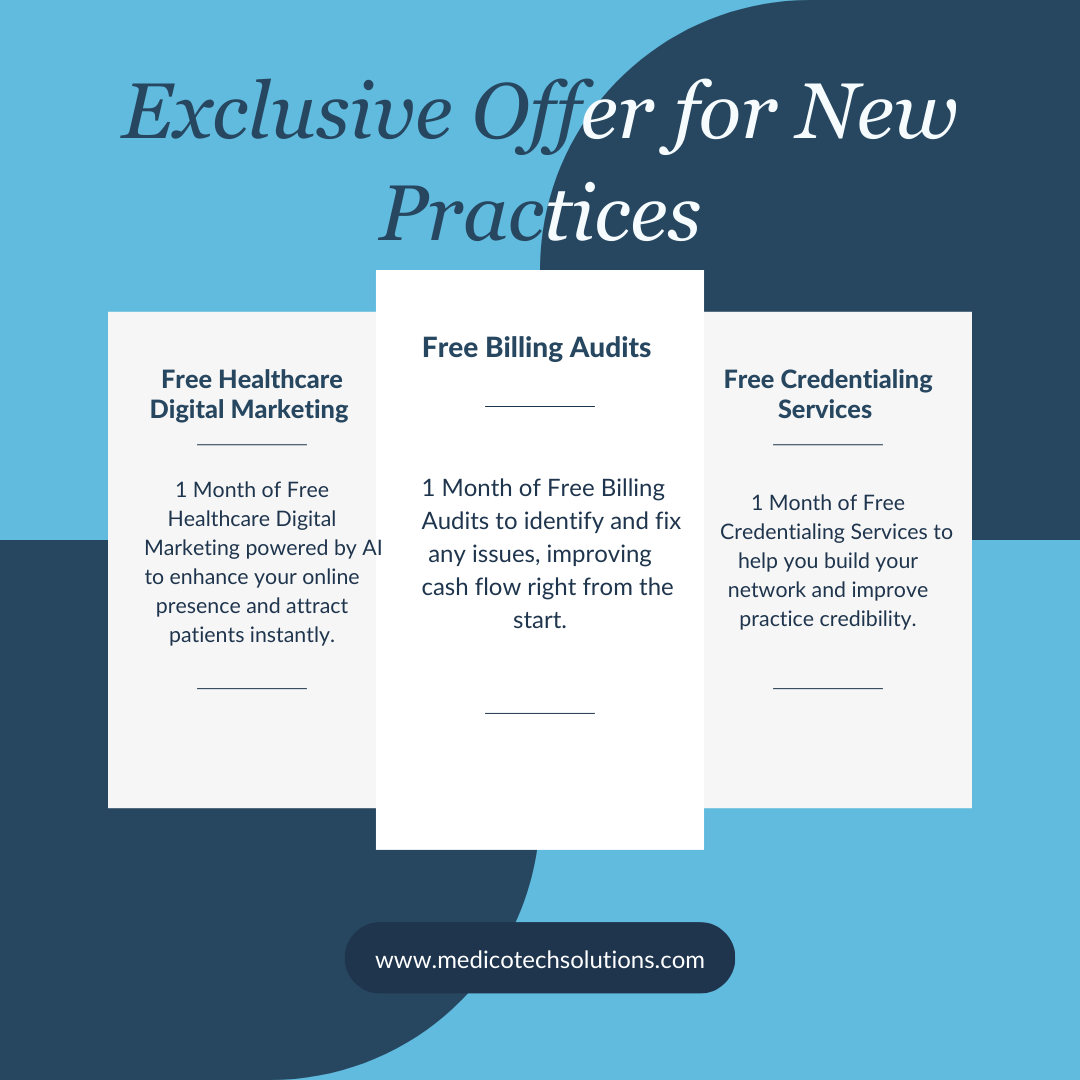 Exclusive Offer for New
Practices
Free Healthcare
Digital Marketing
1 Month of Free
Healthcare Digital
Marketing powered by AI
to enhance your online
presence and attract
patients instantly.
Free Billing Audits
1 Month of Free Billing
Audits to identify and fix
any issues, improving
cash flow right from the
start.
Free Credentialing
Services
1 Month of Free
Credentialing Services to
help you build your
network and improve
practice credibility.
www.medicotechsolutions.com